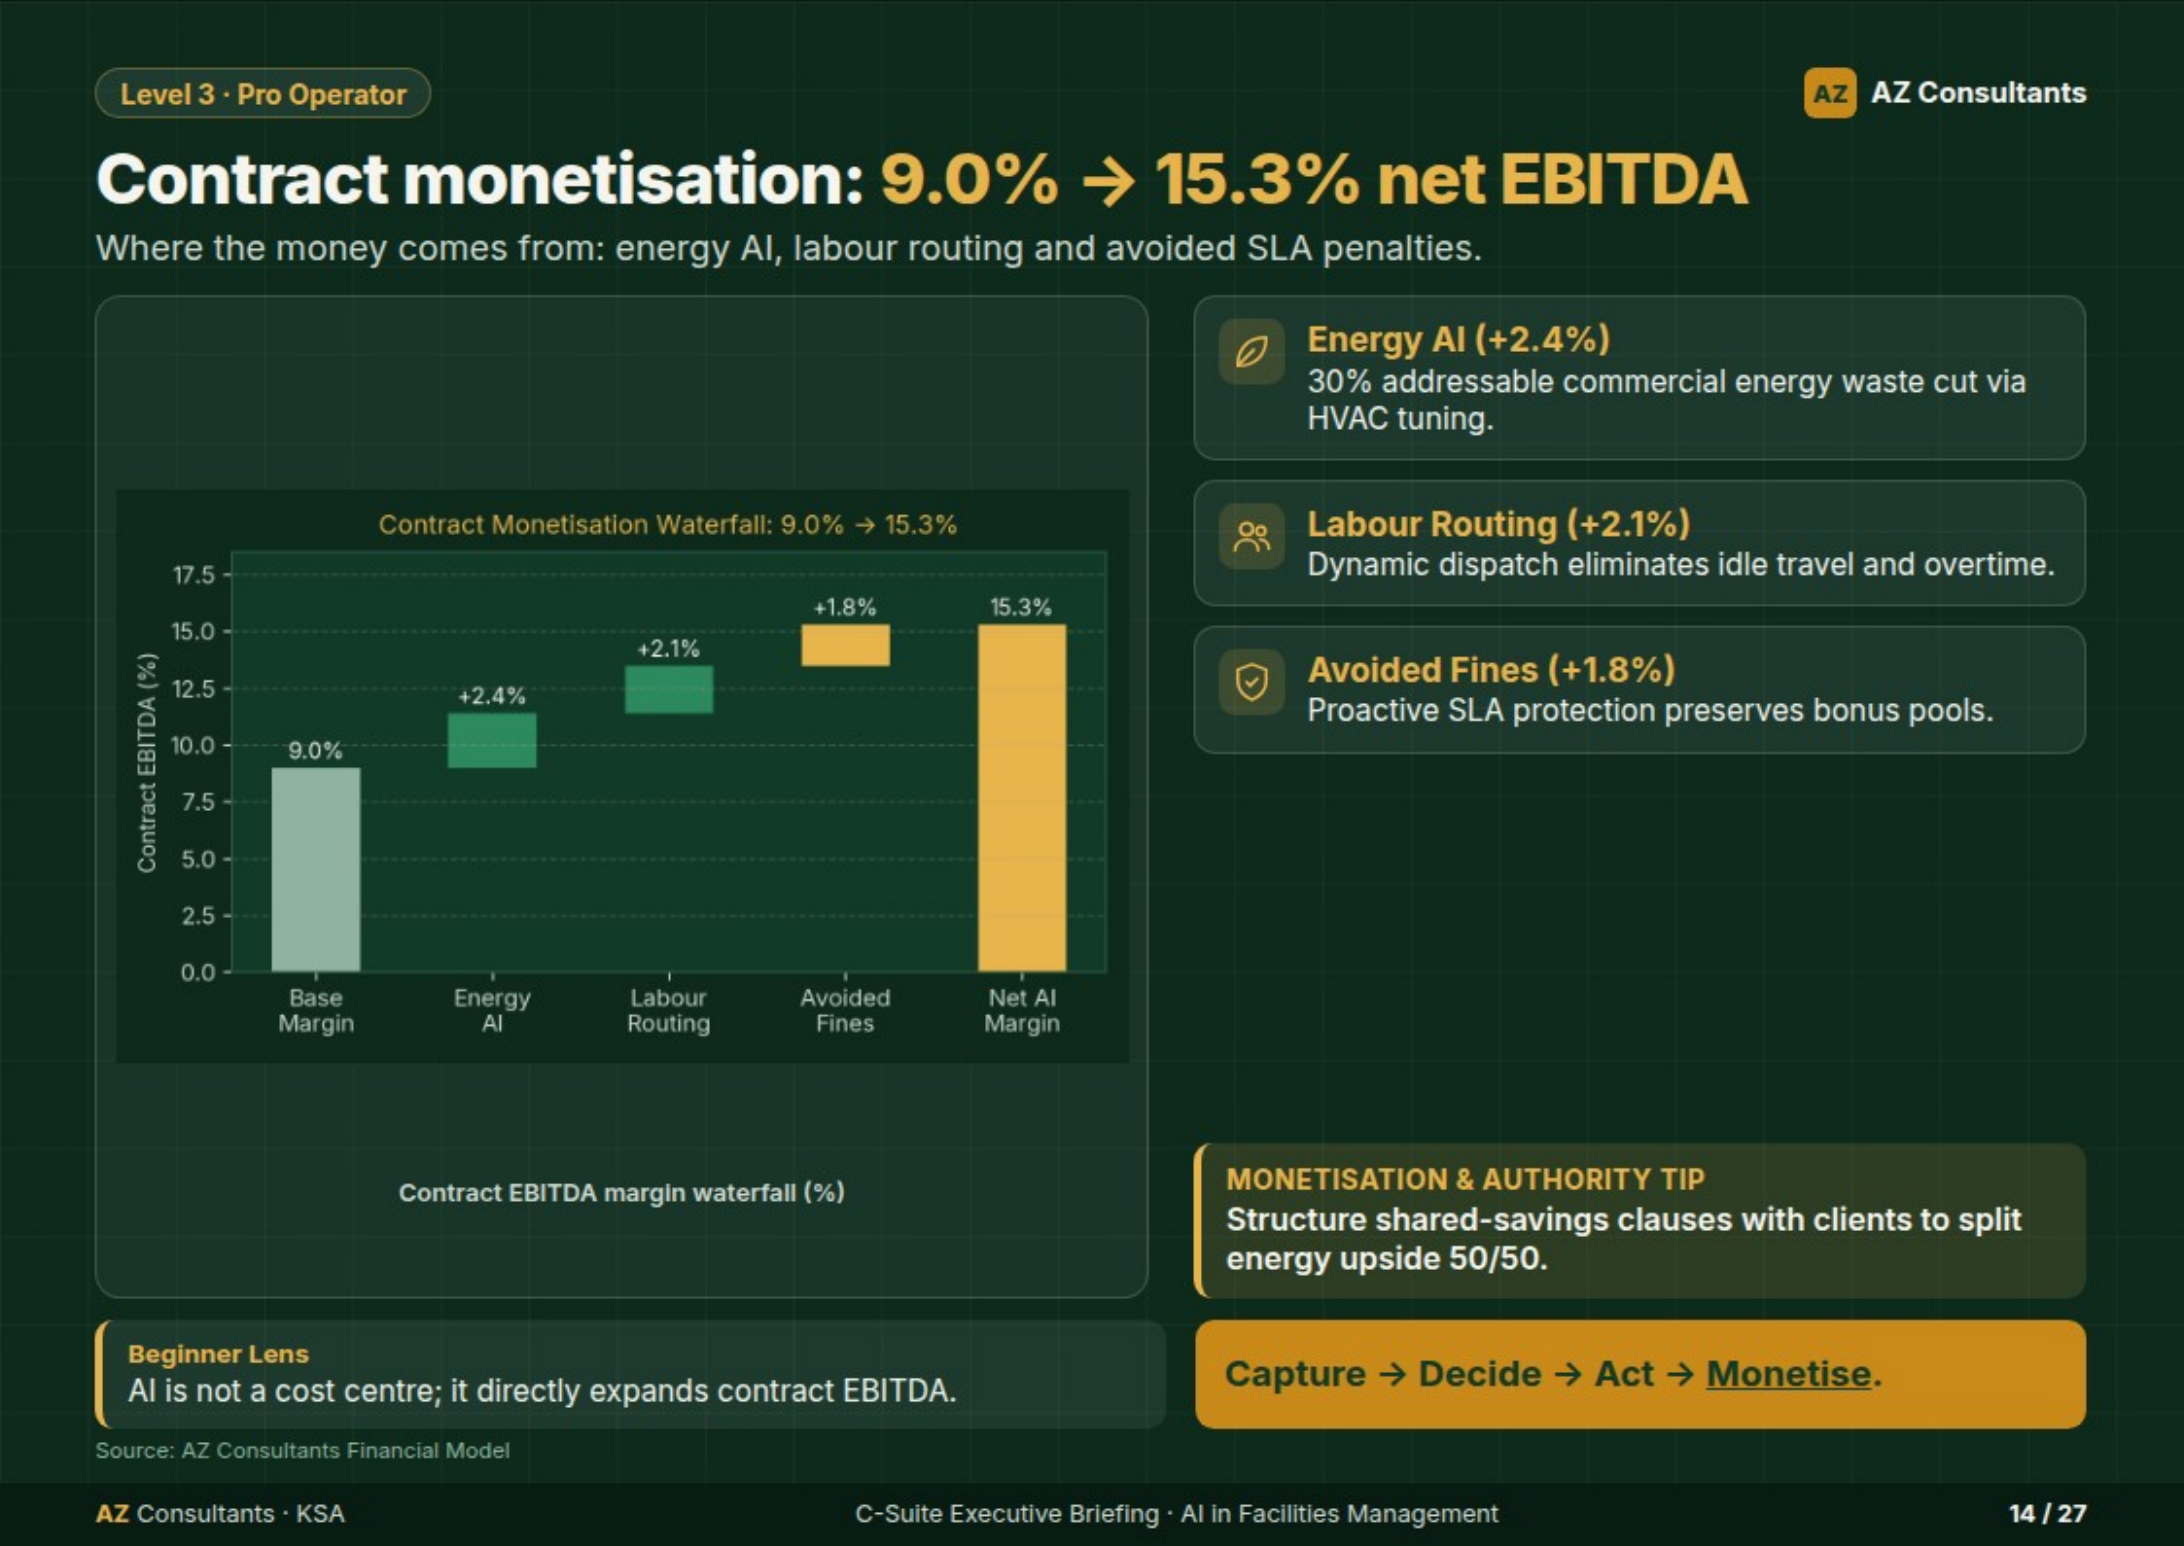 Level 3 · Pro Operator
AZ AZ Consultants
Contract monetisation: 9.0% → 15.3% net EBITDA
Where the money comes from: energy AI, labour routing and avoided SLA penalties.
Contract Monetisation Waterfall: 9.0% → 15.3%
Contract EBITDA (%)
17.5
15.0
12.5
10.0
7.5
5.0
2.5
0.0
9.0%
+2.4%
+2.1%
+1.8%
15.3%
Base
Margin
Energy
AI
Labour
Routing
Avoided
Fines
Net AI
Margin
Contract EBITDA margin waterfall (%)
Energy AI (+2.4%)
30% addressable commercial energy waste cut via
HVAC tuning.
Labour Routing (+2.1%)
Dynamic dispatch eliminates idle travel and overtime.
Avoided Fines (+1.8%)
Proactive SLA protection preserves bonus pools.
MONETISATION & AUTHORITY TIP
Structure shared-savings clauses with clients to split
energy upside 50/50.
Beginner Lens
AI is not a cost centre; it directly expands contract EBITDA.
Capture → Decide → Act → Monetise.
Source: AZ Consultants Financial Model
AZ Consultants · KSA
C-Suite Executive Briefing · AI in Facilities Management
14 / 27